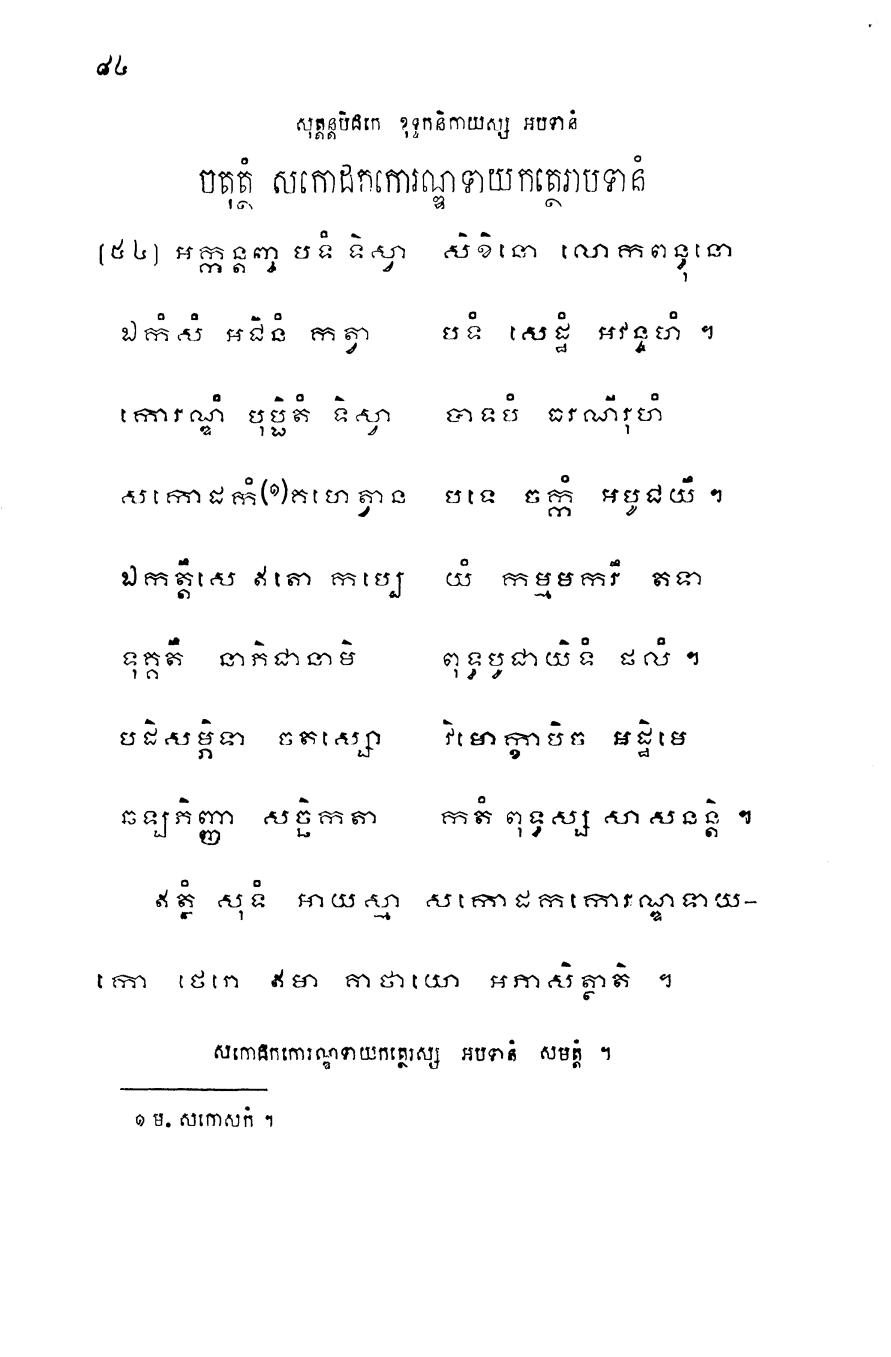 ៨៤
សុត្តន្តបិដកេ ខុទ្ទកនិកាយស្ស អបទានំ
ចតុត្ថំ សកោដកកោរណ្ឌទាយកត្ថេរាបទានំ
(៥៤) អក្កន្តញ្ច បទំ ទិស្វា សិខិនោ លោកពន្ធុនោ
ឯកំសំ អជិនំ កត្វា បទំ សេដ្ឋំ អវន្ទហំ ។
កោរណ្ឌំ បុប្ផិតំ ទិស្វា បាទបំ ធរណីរុហំ
សកោដកំ(១)គហេត្វាន បទេ ចក្កំ អបូជយឹ ។
ឯកត្តឹសេ ឥតោ កប្បេ យំ កម្មមករឹ តទា
ទុគ្គតឹ នាភិជានាមិ ពុទ្ធបូជាយិទំ ផលំ ។
បដិសម្ភិទា ចតស្សោ វិមោក្ខាបិច អដ្ឋិមេ
ឆឡភិញ្ញា សច្ឆិកតា កតំ ពុទ្ធស្ស សាសនន្តិ ។
ឥត្ថំ សុទំ អាយស្មា សកោដកកោរណ្ឌទាយ-
កោ ថេរោ ឥមា គាថាយោ អភាសិត្ថាតិ ។
សកោដកកោរណ្ឌទាយកត្ថេរស្ស អបទានំ សមត្តំ ។
១ ម. សកោសកំ ។